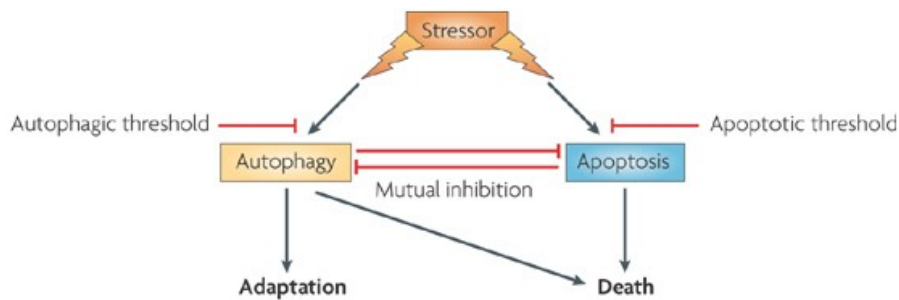 Stressor
Autophagic threshold
Apoptotic threshold
Autophagy
Apoptosis
Mutual inhibition
Adaptation
Death